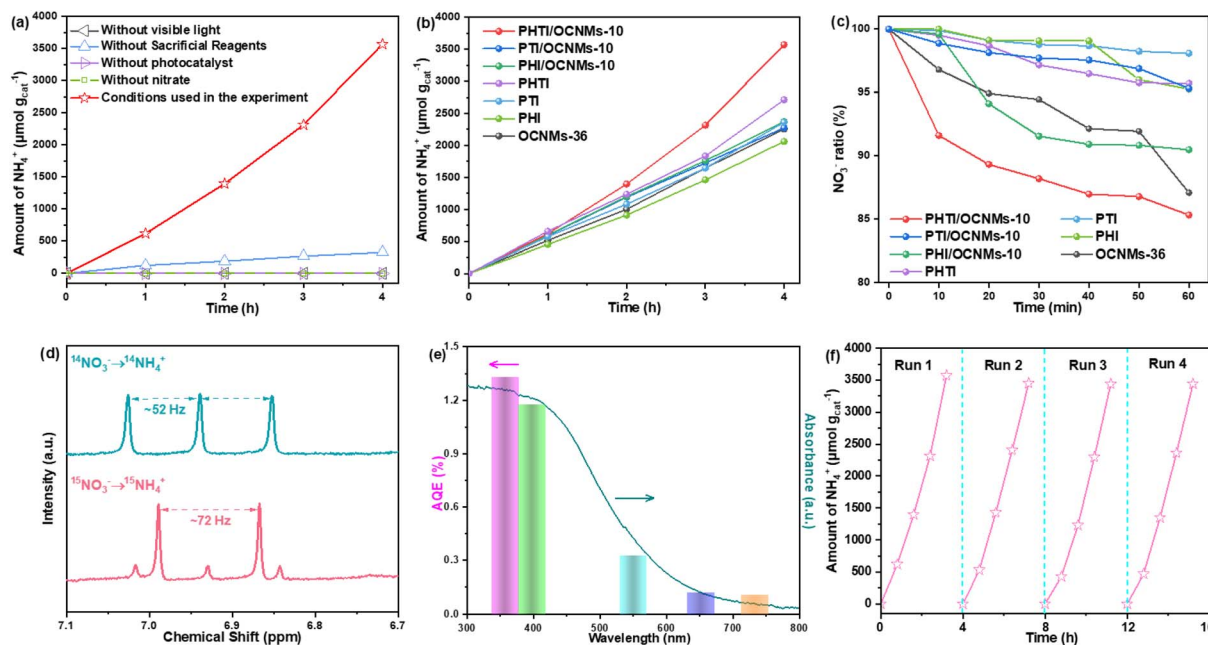 (a)
Amount of NH₄⁺ (μmol g_cat⁻¹)
4000
3500
3000
2500
2000
1500
1000
500
0
Without visible light
Without Sacrificial Reagents
Without photocatalyst
Without nitrate
Conditions used in the experiment
0 1 2 3 4
Time (h)
(b)
Amount of NH₄⁺ (μmol g_cat⁻¹)
4000
3500
3000
2500
2000
1500
1000
500
0
PHTI/OCNMs-10
PTI/OCNMs-10
PHI/OCNMs-10
PHTI
PTI
PHI
OCNMs-36
0 1 2 3 4
Time (h)
(c)
NO₃⁻ ratio (%)
100
95
90
85
80
PHTI/OCNMs-10
PTI/OCNMs-10
PHI/OCNMs-10
PHTI
PTI
PHI
OCNMs-36
0 10 20 30 40 50 60
Time (min)
(d)
Intensity (a.u.)
¹⁴NO₃⁻→¹⁴NH₄⁺
~52 Hz
¹⁵NO₃⁻→¹⁵NH₄⁺
~72 Hz
7.1 7.0 6.9 6.8 6.7
Chemical Shift (ppm)
(e)
AQE (%)
1.5
1.2
0.9
0.6
0.3
0.0
Absorbance (a.u.)
300 400 500 600 700 800
Wavelength (nm)
(f)
Amount of NH₄⁺ (μmol g_cat⁻¹)
4000
3500
3000
2500
2000
1500
1000
500
0
Run 1 Run 2 Run 3 Run 4
0 4 8 12 16
Time (h)